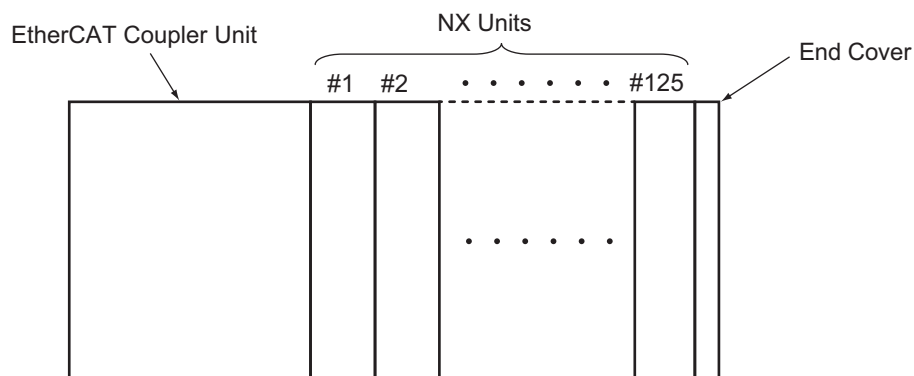 NX Units
EtherCAT Coupler Unit
End Cover
#1 #2 · · · · · · #125
· · · · · ·